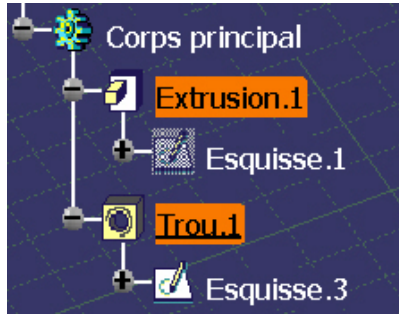 Corps principal
Extrusion.1
Esquisse.1
Trou.1
Esquisse.3